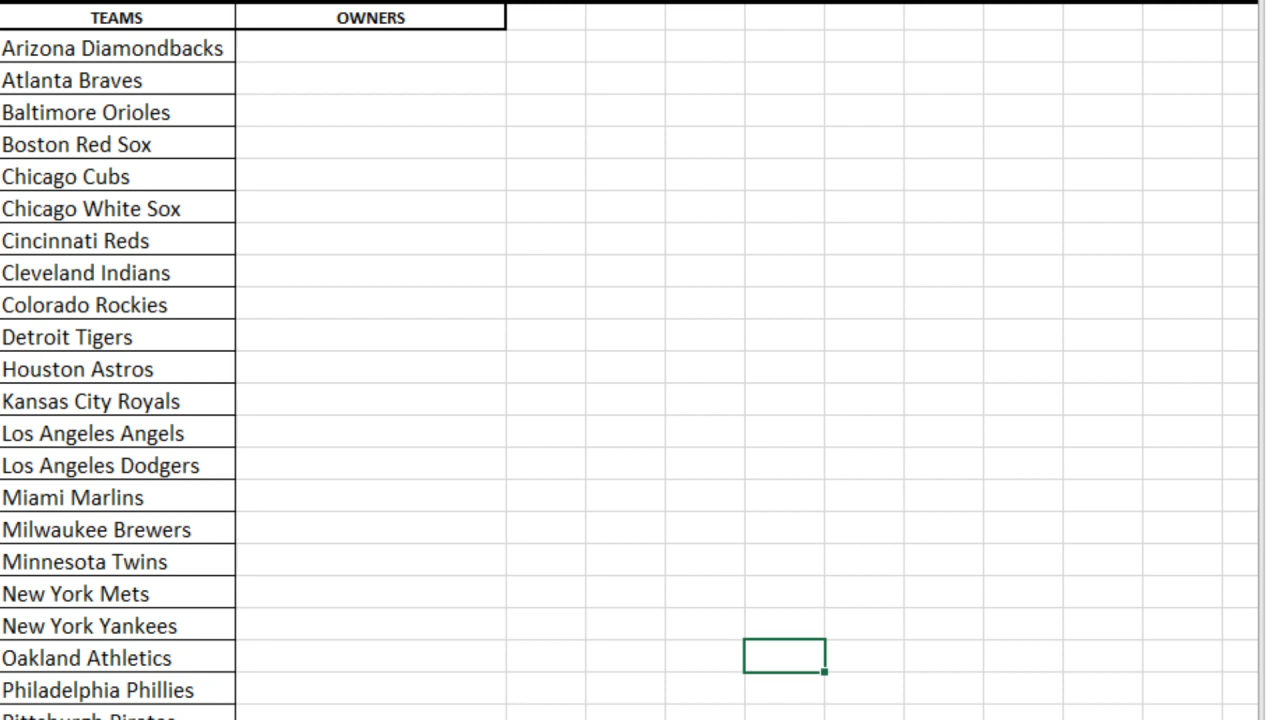 TEAMS OWNERS
Arizona Diamondbacks
Atlanta Braves
Baltimore Orioles
Boston Red Sox
Chicago Cubs
Chicago White Sox
Cincinnati Reds
Cleveland Indians
Colorado Rockies
Detroit Tigers
Houston Astros
Kansas City Royals
Los Angeles Angels
Los Angeles Dodgers
Miami Marlins
Milwaukee Brewers
Minnesota Twins
New York Mets
New York Yankees
Oakland Athletics
Philadelphia Phillies
Pittsburgh Pirates